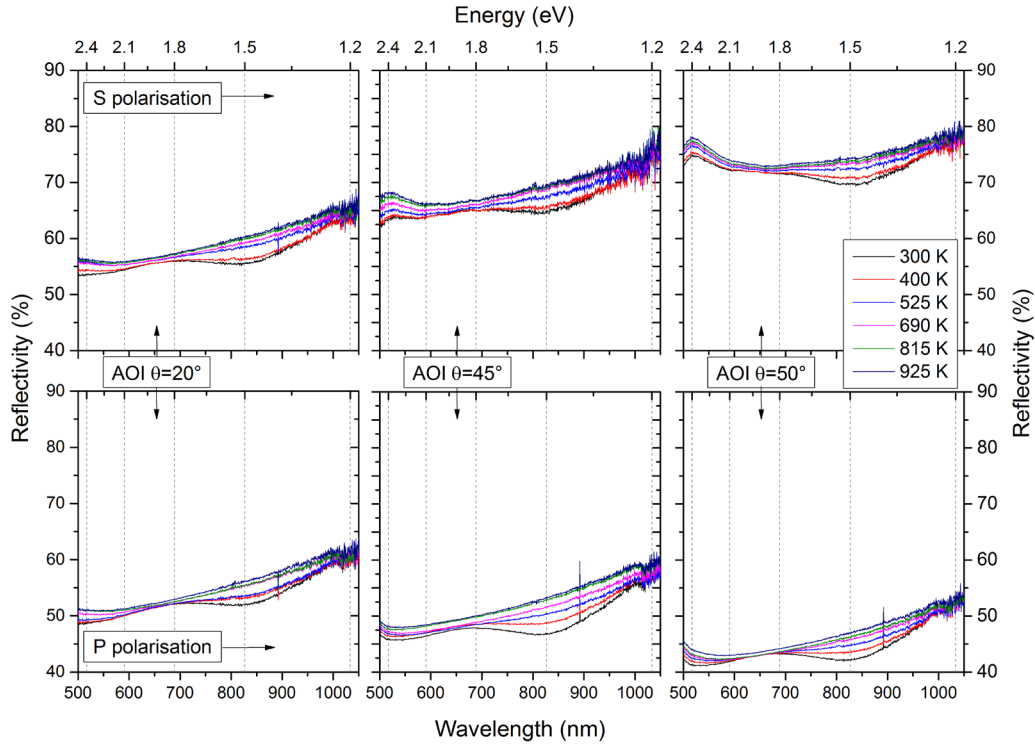 Energy (eV)
2.4 2.1 1.8 1.5 1.2 2.4 2.1 1.8 1.5 1.2 2.4 2.1 1.8 1.5 1.2
90 90
S polarisation
80 80
70 70
60 60
50 50
40 40
300 K
400 K
525 K
690 K
815 K
925 K
Reflectivity (%)
Reflectivity (%)
AOI θ=20° AOI θ=45° AOI θ=50°
90 90
80 80
70 70
60 60
50 50
P polarisation
40 40
500 600 700 800 900 1000 500 600 700 800 900 1000 500 600 700 800 900 1000
Wavelength (nm)